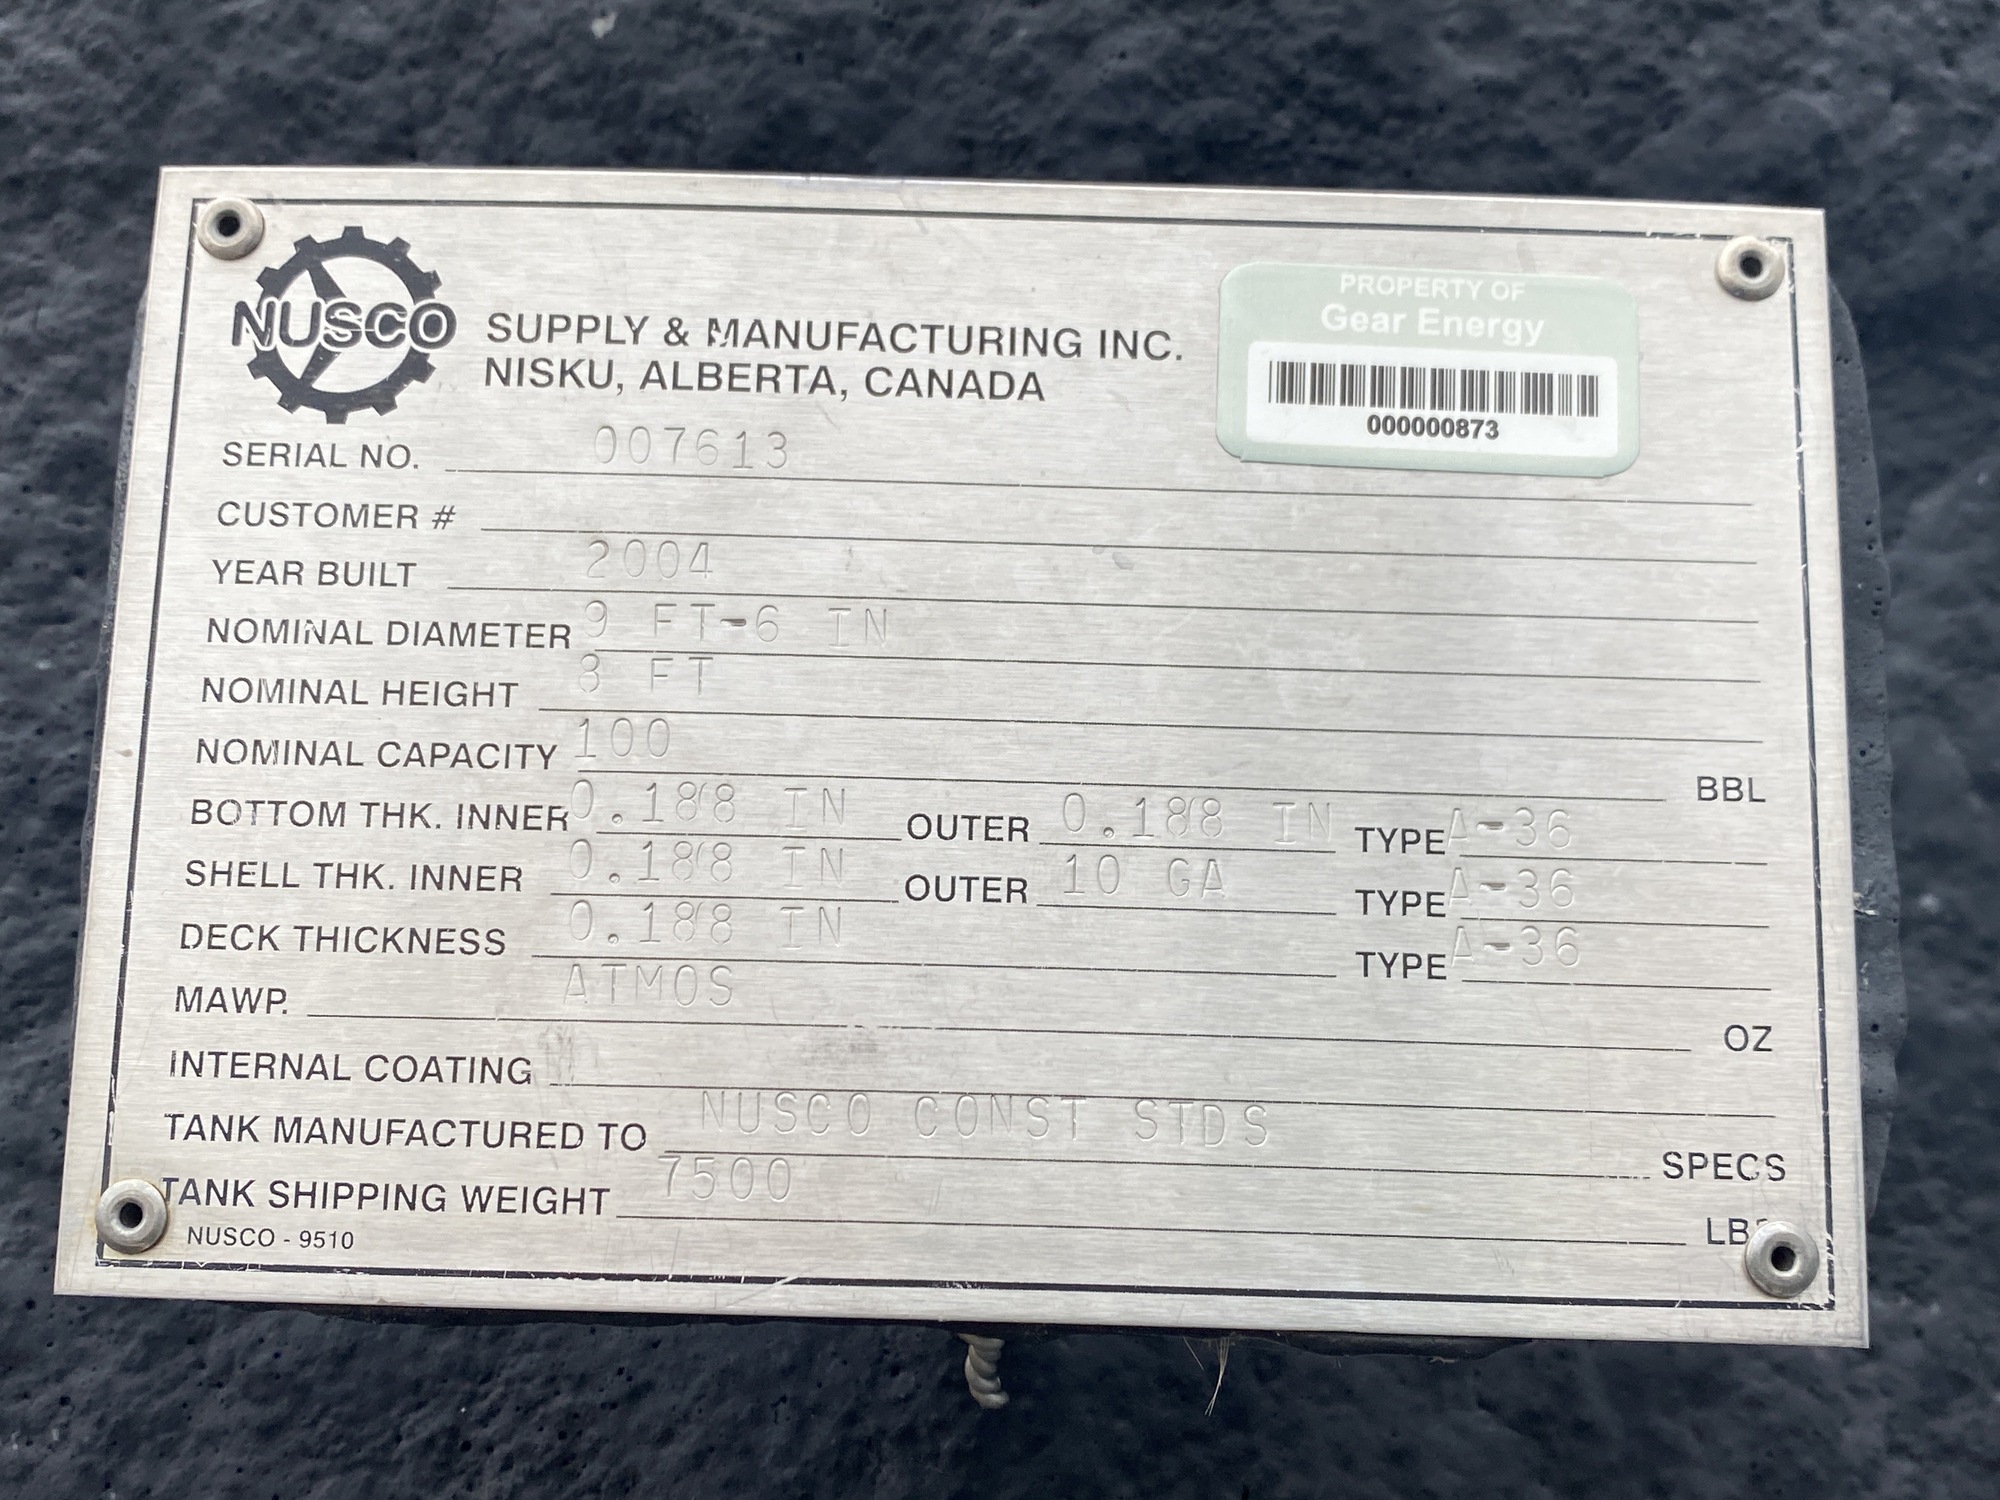 NUSCO SUPPLY & MANUFACTURING INC.
NISKU, ALBERTA, CANADA
PROPERTY OF
Gear Energy
000000873
SERIAL NO. 007613
CUSTOMER #
YEAR BUILT 2004
NOMINAL DIAMETER 9 FT-6 IN
NOMINAL HEIGHT 8 FT
NOMINAL CAPACITY 100 BBL
BOTTOM THK. INNER 0.188 IN OUTER 0.188 IN TYPE A-36
SHELL THK. INNER 0.188 IN OUTER 10 GA TYPE A-36
DECK THICKNESS 0.188 IN TYPE A-36
MAWP. ATMOS OZ
INTERNAL COATING
TANK MANUFACTURED TO NUSCO CONST STDS SPECS
TANK SHIPPING WEIGHT 7500 LBS
NUSCO - 9510